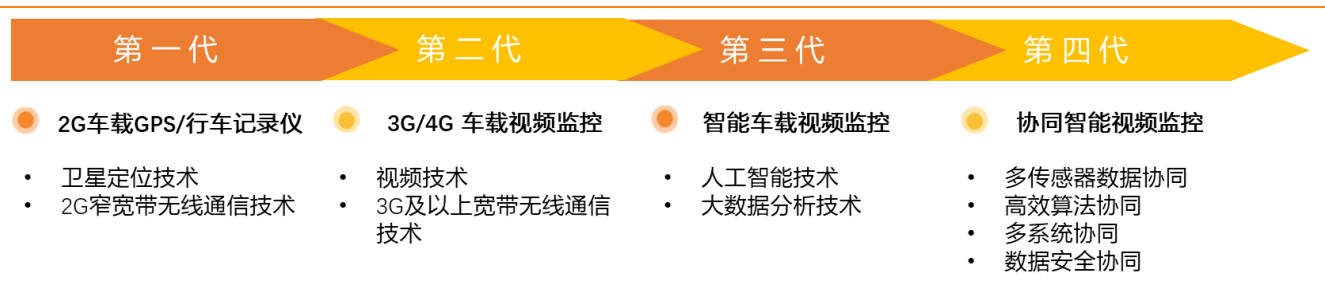 第一代
第二代
第三代
第四代
2G车载GPS/行车记录仪
• 卫星定位技术
• 2G窄宽带无线通信技术
3G/4G 车载视频监控
• 视频技术
• 3G及以上宽带无线通信
技术
智能车载视频监控
• 人工智能技术
• 大数据分析技术
协同智能视频监控
• 多传感器数据协同
• 高效算法协同
• 多系统协同
• 数据安全协同